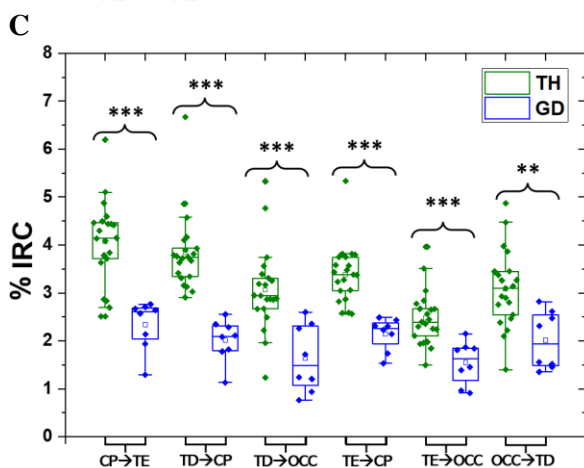 C
8
7
6
5
4
3
2
1
0
% IRC
TH
GD
***
***
***
***
***
**
CP→TE
TD→CP
TD→OCC
TE→CP
TE→OCC
OCC→TD